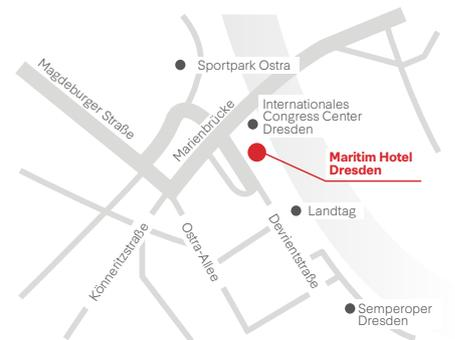 Sportpark Ostra
Magdeburger Straße
Marienbrücke
Internationales
Congress Center
Dresden
Maritim Hotel
Dresden
Landtag
Devrientstraße
Ostra-Allee
Könneritzstraße
Semperoper
Dresden